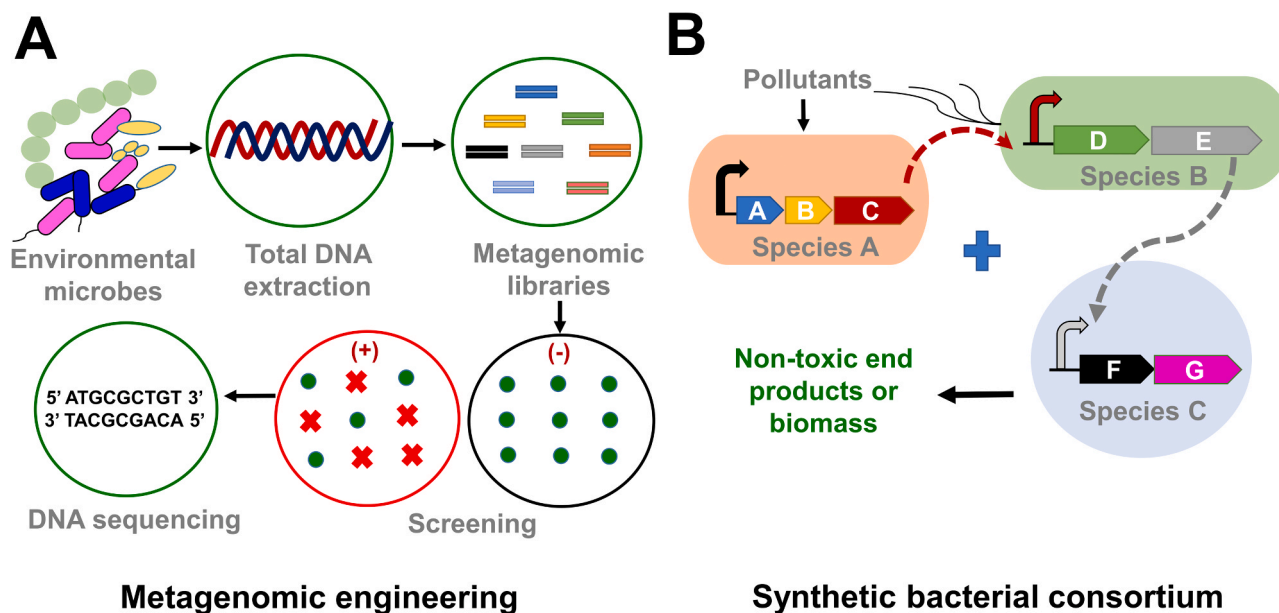 A
Environmental
microbes
Total DNA
extraction
Metagenomic
libraries
(+)
(-)
5' ATGCGCTGT 3'
3' TACGCGACA 5'
DNA sequencing
Screening
Metagenomic engineering
B
Pollutants
A B C
Species A
D E
Species B
F G
Species C
Non-toxic end
products or
biomass
Synthetic bacterial consortium